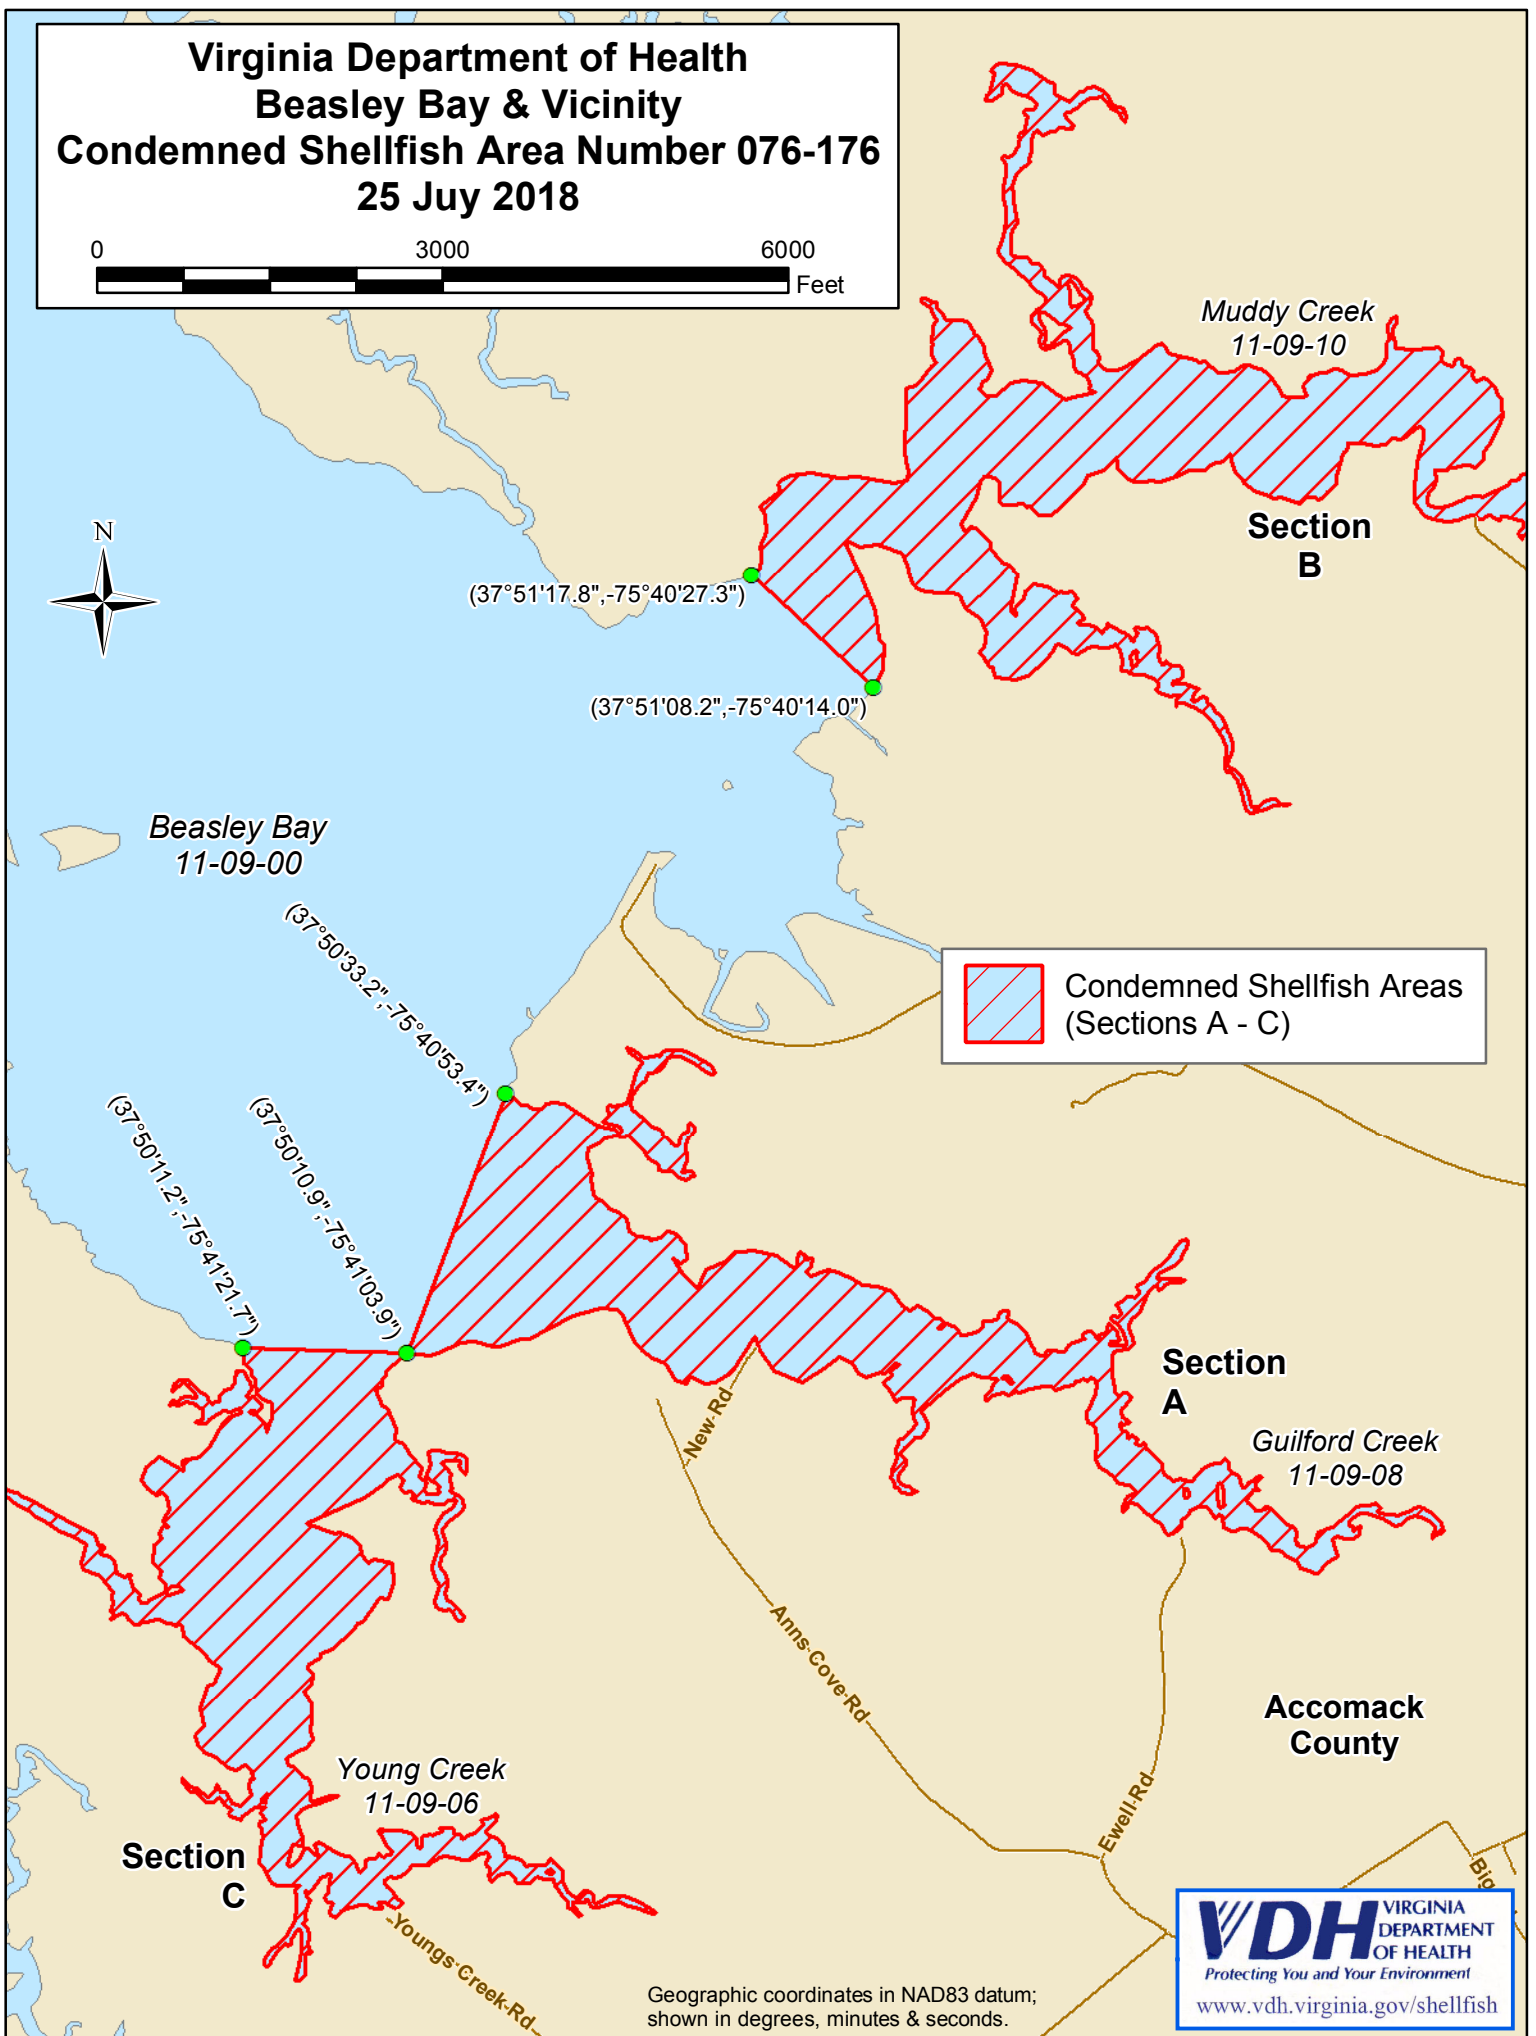 Virginia Department of Health
Beasley Bay & Vicinity
Condemned Shellfish Area Number 076-176
25 Juy 2018
0 3000 6000
Feet
Muddy Creek
11-09-10
Section
B
N
(37°51'17.8",-75°40'27.3")
(37°51'08.2",-75°40'14.0")
Beasley Bay
11-09-00
(37°50'33.2",-75°40'53.4")
Condemned Shellfish Areas
(Sections A - C)
(37°50'11.2",-75°41'21.7")
(37°50'10.9",-75°41'03.9")
Section
A
New Rd
Guilford Creek
11-09-08
Anns Cove Rd
Accomack
County
Young Creek
11-09-06
Ewell Rd
Section
C
Big
Youngs Creek Rd
VDH VIRGINIA
DEPARTMENT
OF HEALTH
Protecting You and Your Environment
www.vdh.virginia.gov/shellfish
Geographic coordinates in NAD83 datum;
shown in degrees, minutes & seconds.